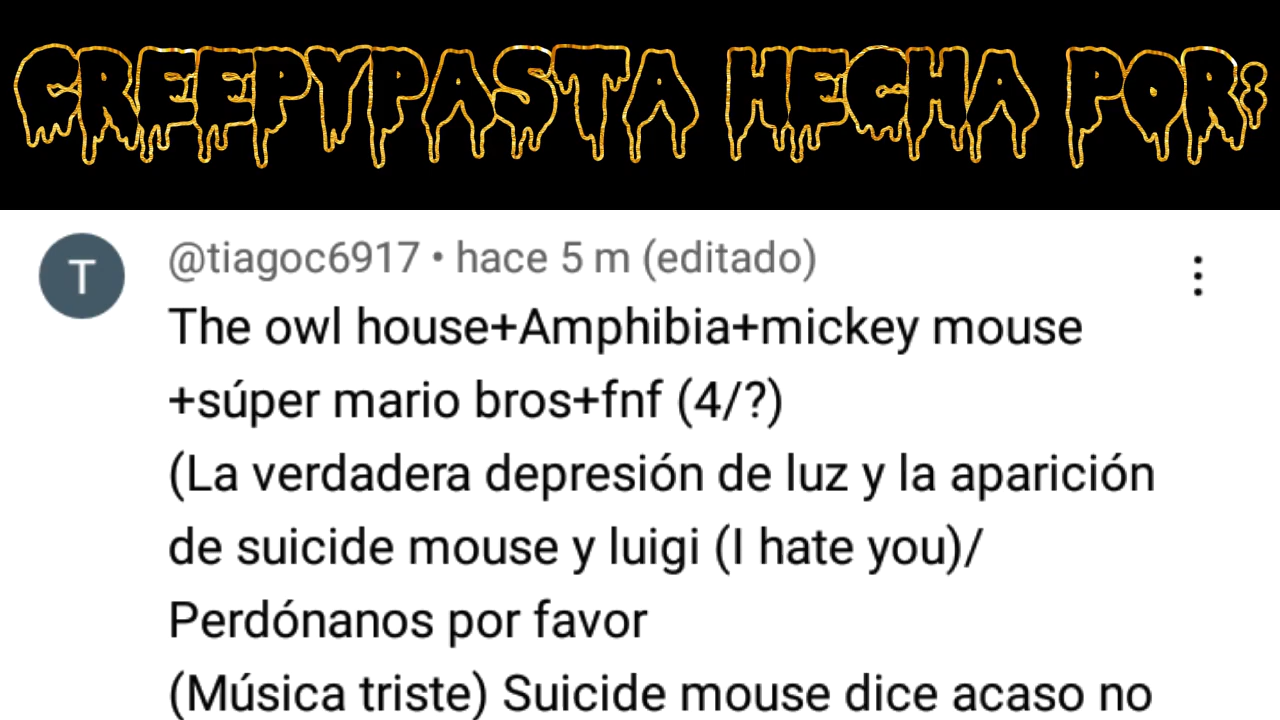 CREEPYPASTA HECHA POR:
T
@tiagoc6917 • hace 5 m (editado)
The owl house+Amphibia+mickey mouse
+súper mario bros+fnf (4/?)
(La verdadera depresión de luz y la aparición
de suicide mouse y luigi (I hate you)/
Perdónanos por favor
(Música triste) Suicide mouse dice acaso no